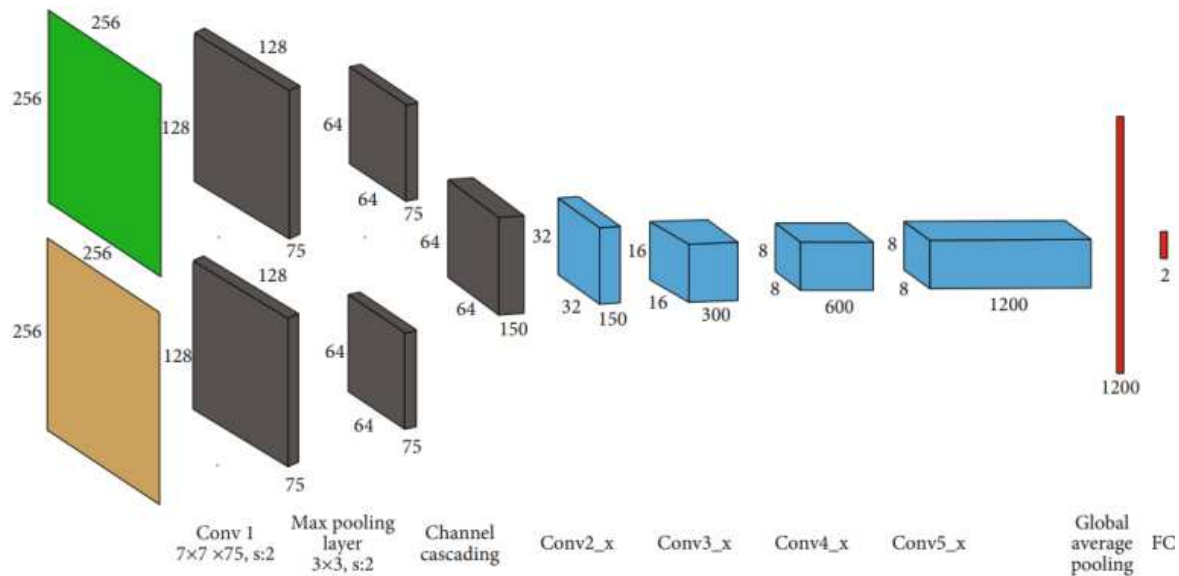 256
256
128
128
75
64
64
75
256
256
128
128
75
64
64
75
64
64
150
32
32
150
16
16
300
8
8
600
8
8
1200
1200
2
Conv 1
7×7 ×75, s:2
Max pooling
layer
3×3, s:2
Channel
cascading
Conv2_x
Conv3_x
Conv4_x
Conv5_x
Global
average
pooling
FC